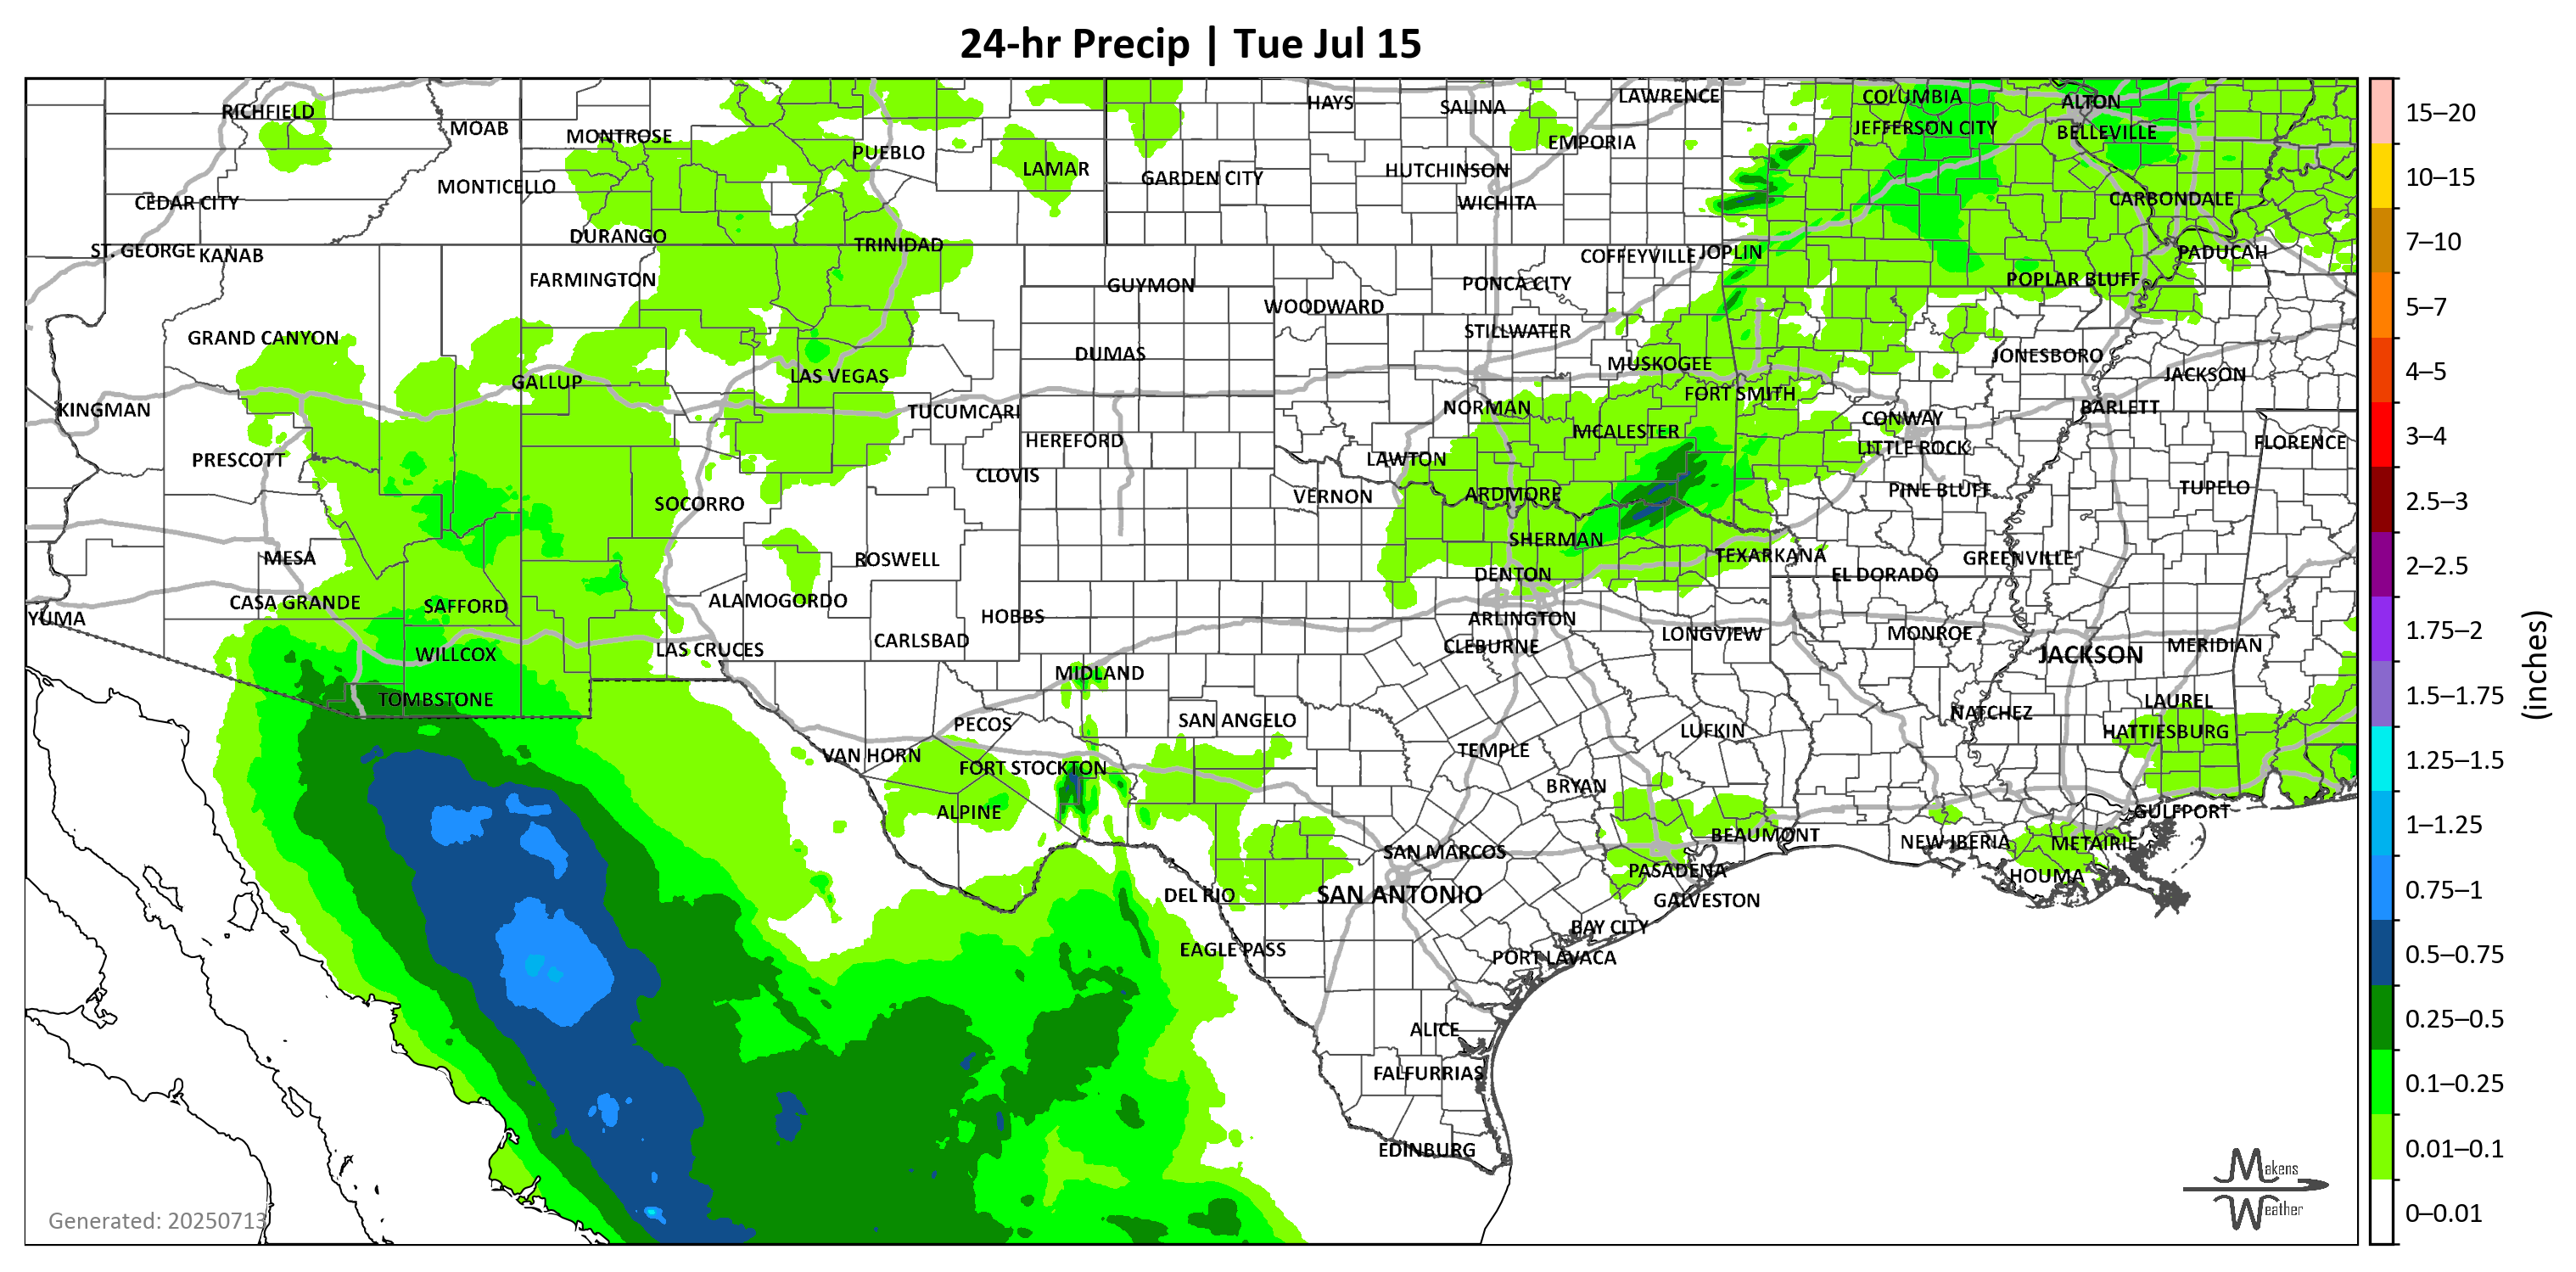 24-hr Precip | Tue Jul 15
RICHFIELD
MOAB
MONTROSE
PUEBLO
LAMAR
HAYS
SALINA
LAWRENCE
COLUMBIA
ALTON
JEFFERSON CITY
BELLEVILLE
EMPORIA
CEDAR CITY
MONTICELLO
GARDEN CITY
HUTCHINSON
WICHITA
CARBONDALE
ST. GEORGE
KANAB
DURANGO
TRINIDAD
FARMINGTON
GUYMON
WOODWARD
PONCA CITY
COFFEYVILLE
JOPLIN
POPLAR BLUFF
PADUCAH
GRAND CANYON
GALLUP
LAS VEGAS
DUMAS
STILLWATER
MUSKOGEE
JONESBORO
JACKSON
KINGMAN
TUCUMCARI
NORMAN
FORT SMITH
CONWAY
BARLETT
PRESCOTT
HEREFORD
CLOVIS
LAWTON
MCALESTER
LITTLE ROCK
FLORENCE
SOCORRO
VERNON
ARDMORE
PINE BLUFF
TUPELO
MESA
ROSWELL
SHERMAN
TEXARKANA
GREENVILLE
YUMA
CASA GRANDE
SAFFORD
ALAMOGORDO
HOBBS
DENTON
EL DORADO
WILLCOX
LAS CRUCES
CARLSBAD
ARLINGTON
CLEBURNE
LONGVIEW
MONROE
JACKSON
MERIDIAN
TOMBSTONE
MIDLAND
PECOS
SAN ANGELO
NATCHEZ
LAUREL
HATTIESBURG
VAN HORN
FORT STOCKTON
TEMPLE
LUFKIN
ALPINE
BRYAN
BEAUMONT
GULFPORT
NEW IBERIA
METAIRIE
SAN MARCOS
PASADENA
HOUMA
DEL RIO
SAN ANTONIO
GALVESTON
EAGLE PASS
BAY CITY
PORT LAVACA
ALICE
FALFURRIAS
EDINBURG
Generated: 20250713
Makens
Weather
15–20
10–15
7–10
5–7
4–5
3–4
2.5–3
2–2.5
1.75–2
1.5–1.75
1.25–1.5
1–1.25
0.75–1
0.5–0.75
0.25–0.5
0.1–0.25
0.01–0.1
0–0.01
(inches)